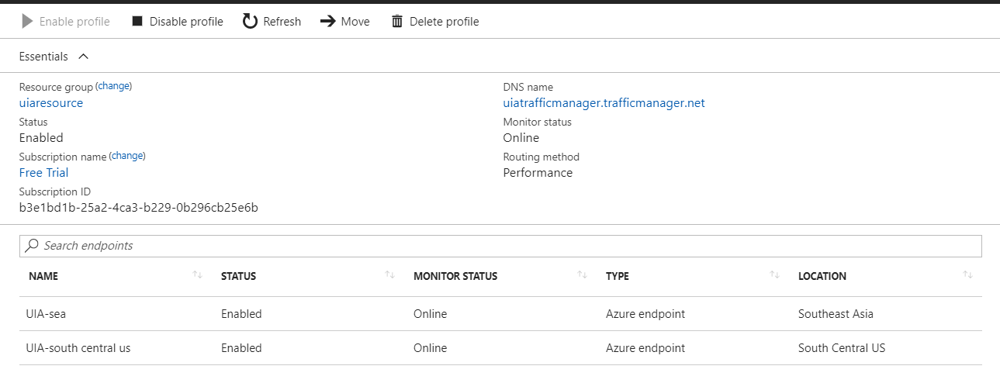 Enable profile Disable profile Refresh Move Delete profile
Essentials
Resource group (change)
uiaresource
Status
Enabled
Subscription name (change)
Free Trial
Subscription ID
b3e1bd1b-25a2-4ca3-b229-0b296cb25e6b
DNS name
uiatrafficmanager.trafficmanager.net
Monitor status
Online
Routing method
Performance
Search endpoints
NAME STATUS MONITOR STATUS TYPE LOCATION
UIA-sea Enabled Online Azure endpoint Southeast Asia
UIA-south central us Enabled Online Azure endpoint South Central US